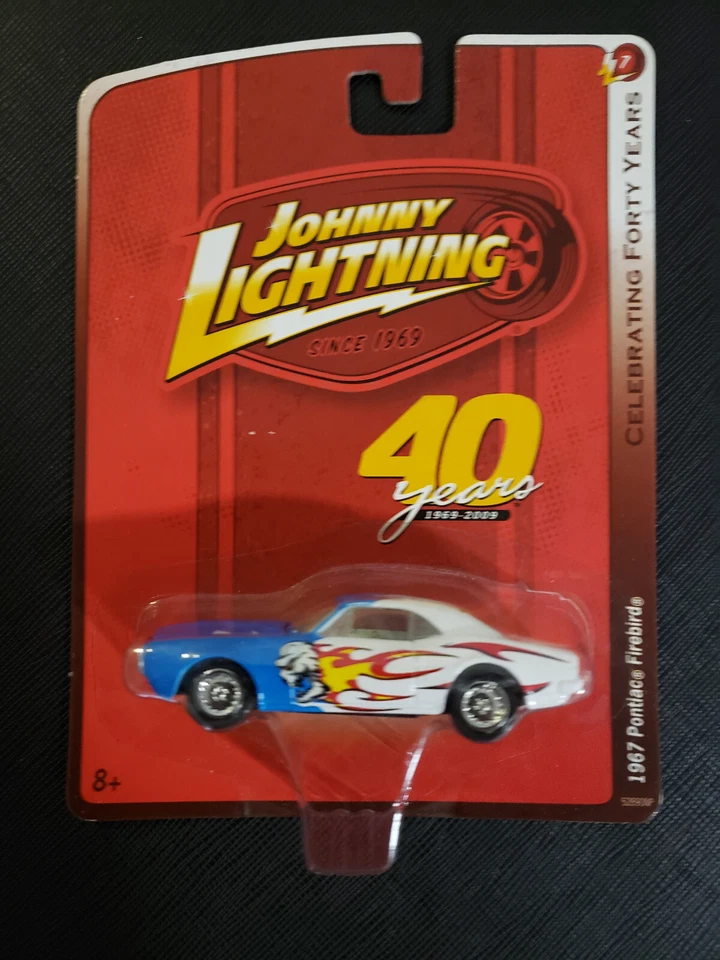 7
CELEBRATING FORTY YEARS
JOHNNY
LIGHTNING
®
SINCE 1969
40
years
1969-2009
1967 Pontiac® Firebird®
8+